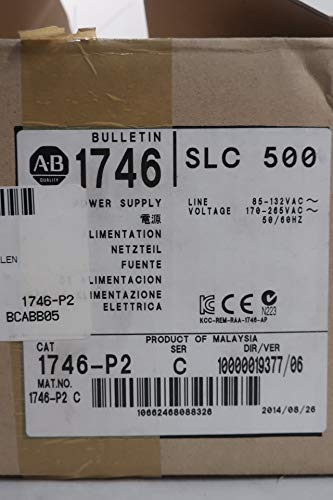 BULLETIN
A·B
QUALITY
1746
SLC 500
POWER SUPPLY
電源
LIMENTATION
NETZTEIL
FUENTE
ALIMENTACION
ALIMENTAZIONE
ELETTRICA
LINE 85-132VAC~
VOLTAGE 170-265VAC~
50/60HZ
LEN
1746-P2
BCABB05
CE
N223
KCC-REM-RAA-1746-AP
PRODUCT OF MALAYSIA
CAT SER DIR/VER
1746-P2 C 10000019377/06
MAT.NO.
1746-P2 C
10662468088326
2014/08/26